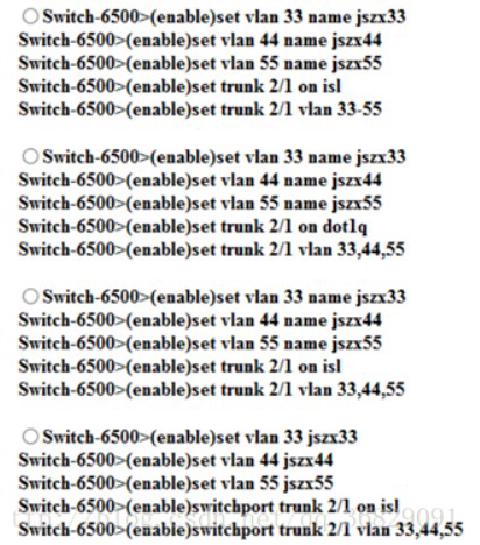 Switch-6500>(enable)set vlan 33 name jszx33
Switch-6500>(enable)set vlan 44 name jszx44
Switch-6500>(enable)set vlan 55 name jszx55
Switch-6500>(enable)set trunk 2/1 on isl
Switch-6500>(enable)set trunk 2/1 vlan 33-55
Switch-6500>(enable)set vlan 33 name jszx33
Switch-6500>(enable)set vlan 44 name jszx44
Switch-6500>(enable)set vlan 55 name jszx55
Switch-6500>(enable)set trunk 2/1 on dot1q
Switch-6500>(enable)set trunk 2/1 vlan 33,44,55
Switch-6500>(enable)set vlan 33 name jszx33
Switch-6500>(enable)set vlan 44 name jszx44
Switch-6500>(enable)set vlan 55 name jszx55
Switch-6500>(enable)set trunk 2/1 on isl
Switch-6500>(enable)set trunk 2/1 vlan 33,44,55
Switch-6500>(enable)set vlan 33 jszx33
Switch-6500>(enable)set vlan 44 jszx44
Switch-6500>(enable)set vlan 55 jszx55
Switch-6500>(enable)switchport trunk 2/1 on isl
Switch-6500>(enable)switchport trunk 2/1 vlan 33,44,55